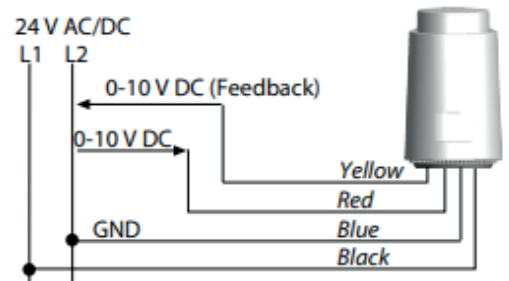 24 V AC/DC
L1 L2
0-10 V DC (Feedback)
0-10 V DC
Yellow
Red
GND Blue
Black